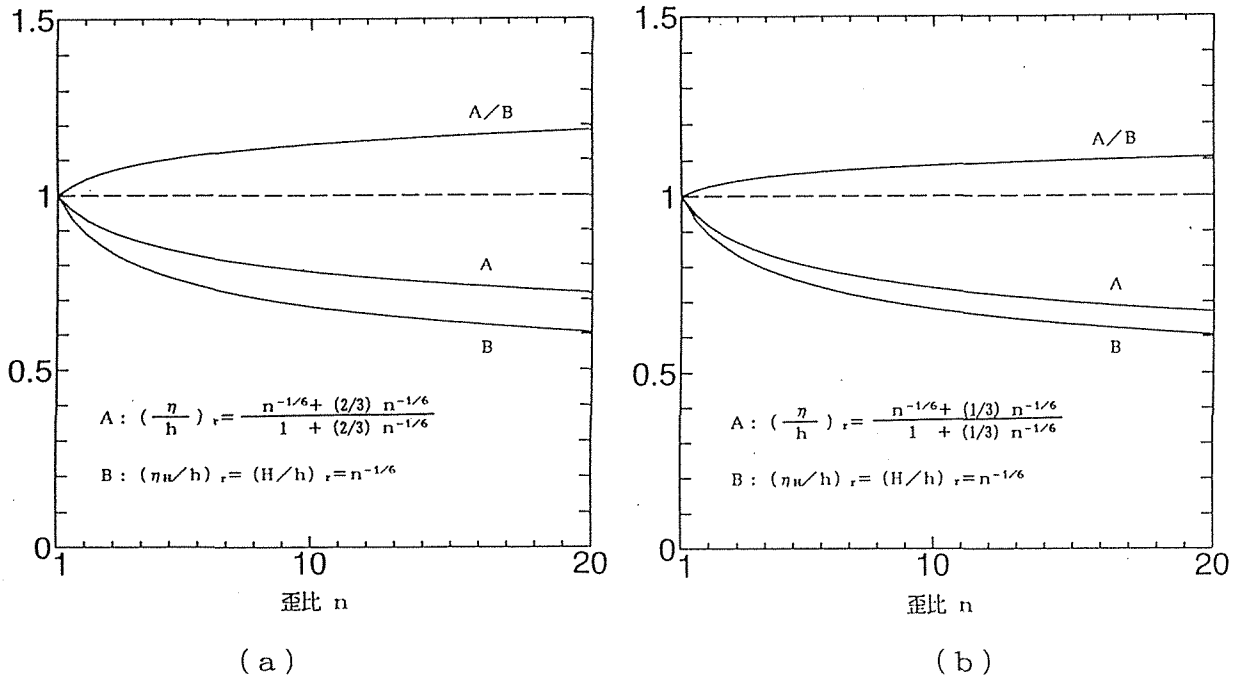 1.5
A/B
1
A
B
0.5
A : (η/h) r = (n^-1/6 + (2/3) n^-1/6)/(1 + (2/3) n^-1/6)
B : (ηH/h) r = (H/h) r = n^-1/6
0
1
10
20
歪比 n
(a)
1.5
A/B
1
A
B
0.5
A : (η/h) r = (n^-1/6 + (1/3) n^-1/6)/(1 + (1/3) n^-1/6)
B : (ηH/h) r = (H/h) r = n^-1/6
0
1
10
20
歪比 n
(b)